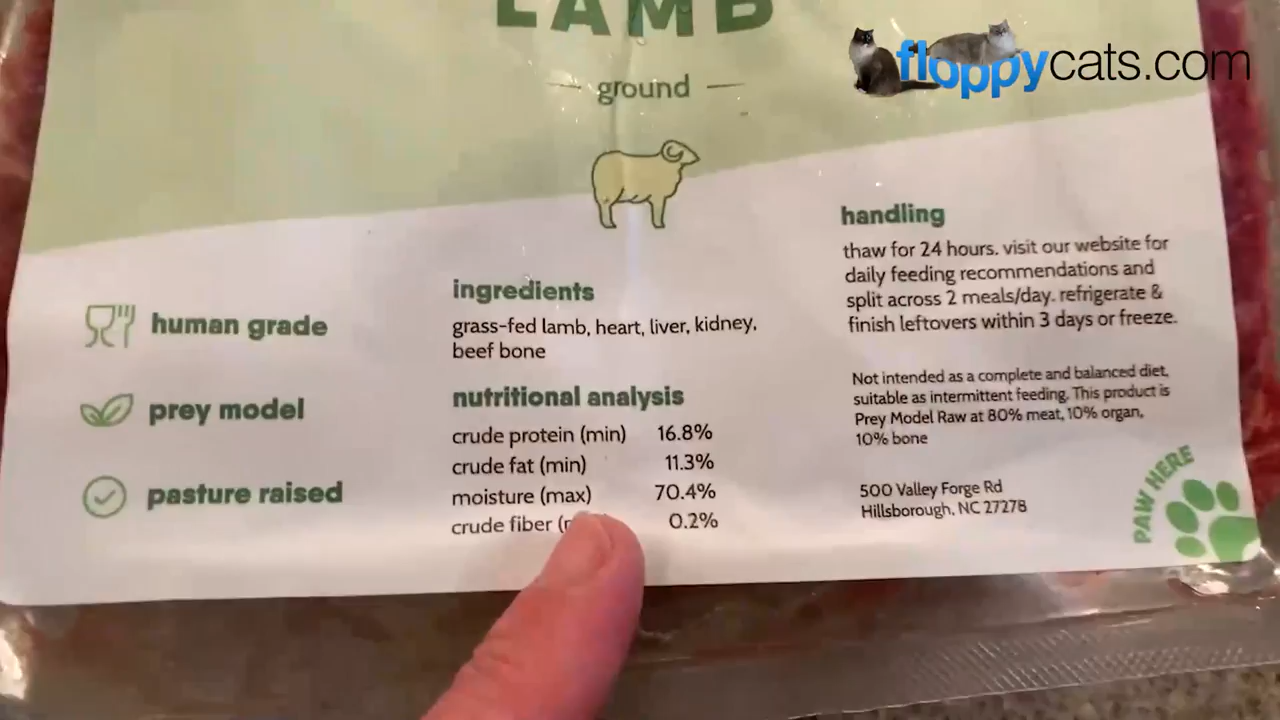 LAMB
floppycats.com
ground
handling
thaw for 24 hours. visit our website for
daily feeding recommendations and
split across 2 meals/day. refrigerate &
finish leftovers within 3 days or freeze.
ingredients
grass-fed lamb, heart, liver, kidney,
beef bone
human grade
prey model
pasture raised
nutritional analysis
crude protein (min) 16.8%
crude fat (min) 11.3%
moisture (max) 70.4%
crude fiber 0.2%
Not intended as a complete and balanced diet,
suitable as intermittent feeding. This product is
Prey Model Raw at 80% meat, 10% organ,
10% bone
500 Valley Forge Rd
Hillsborough, NC 27278
PAW HERE